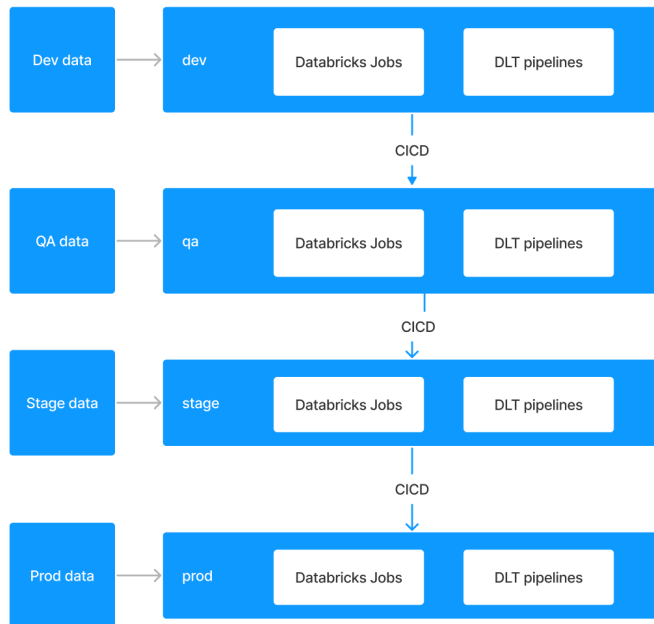 Dev data
dev
Databricks Jobs
DLT pipelines
CICD
QA data
qa
Databricks Jobs
DLT pipelines
CICD
Stage data
stage
Databricks Jobs
DLT pipelines
CICD
Prod data
prod
Databricks Jobs
DLT pipelines